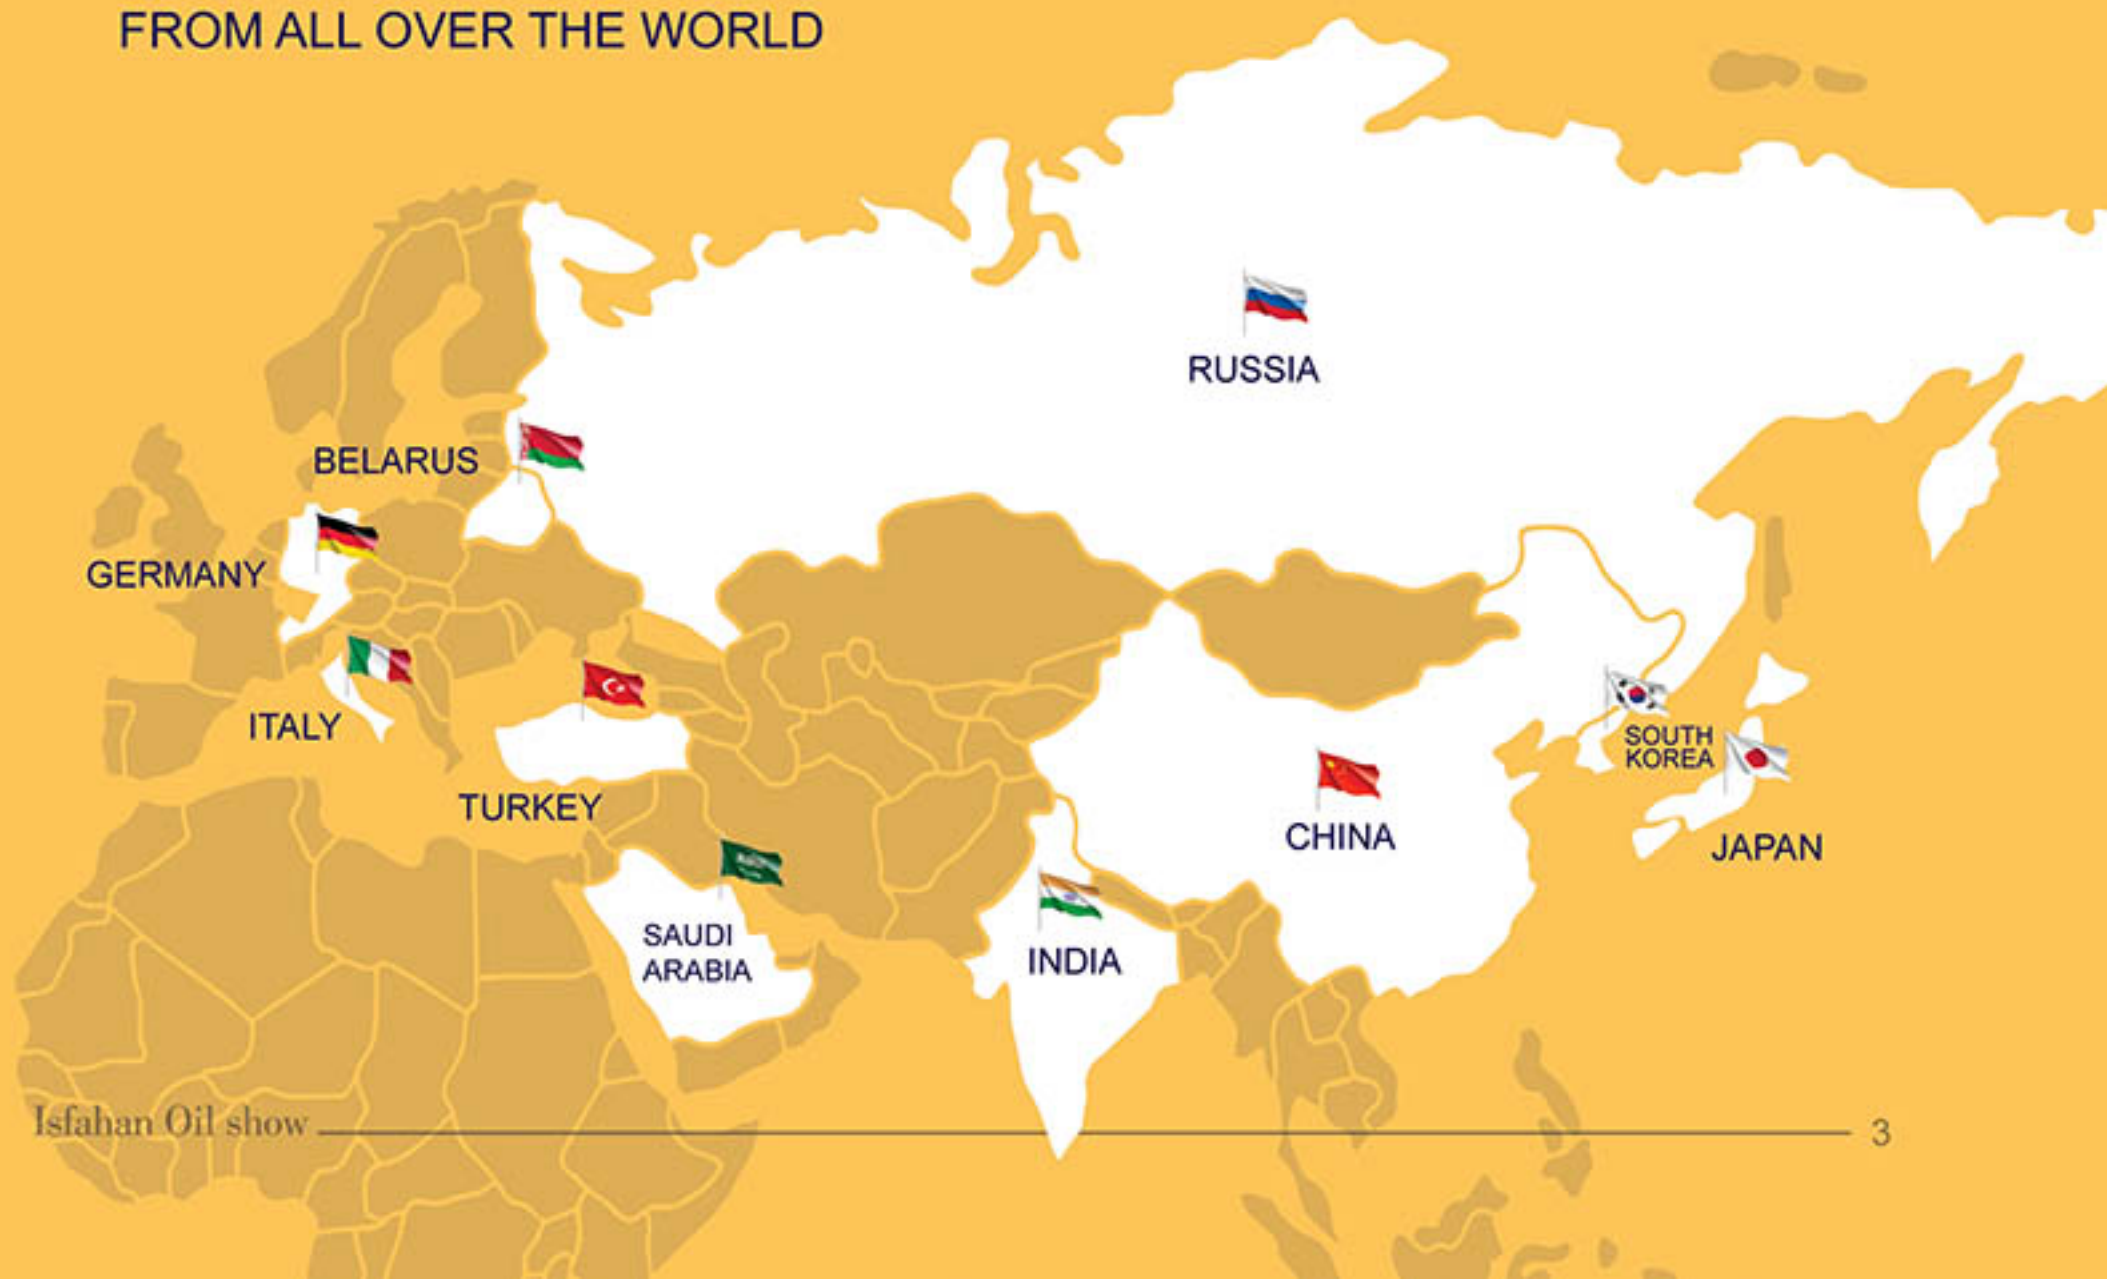 FROM ALL OVER THE WORLD
RUSSIA
BELARUS
GERMANY
ITALY
TURKEY
SOUTH
KOREA
CHINA
JAPAN
SAUDI
ARABIA
INDIA
Isfahan Oil show
3